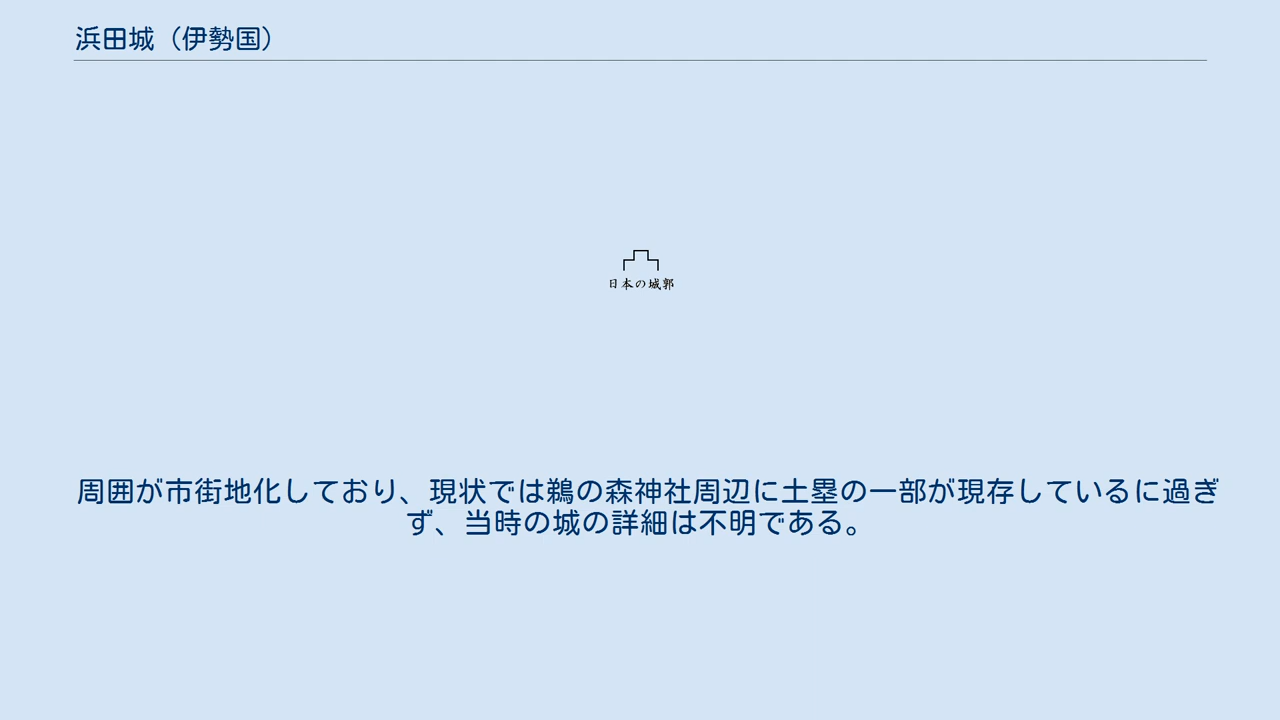 浜田城（伊勢国）
日本の城郭
周囲が市街地化しており、現状では鵜の森神社周辺に土塁の一部が現存しているに過ぎ
ず、当時の城の詳細は不明である。